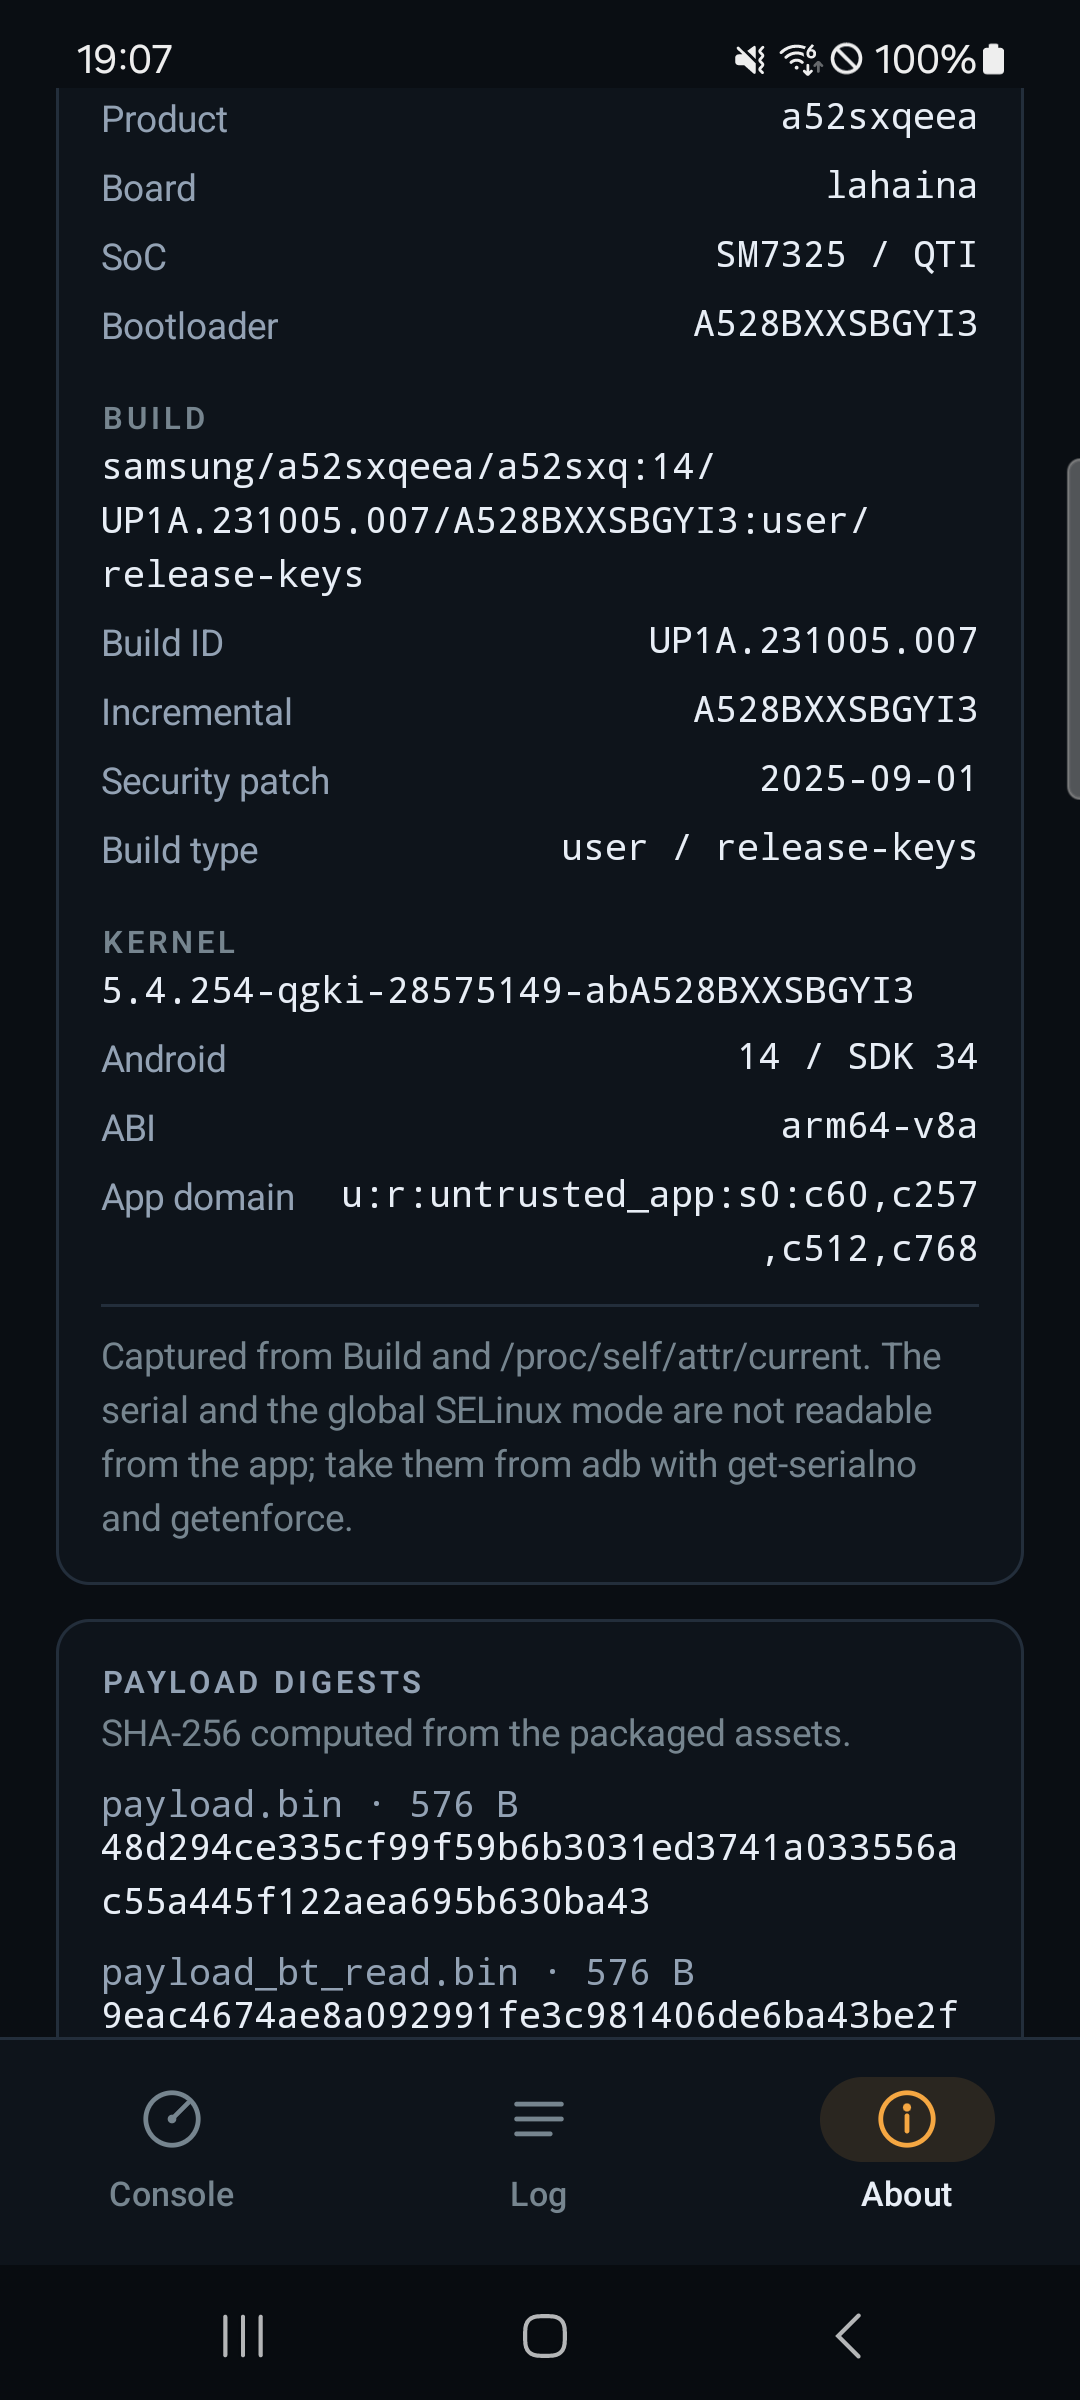 19:07
100%
Product a52sxqeea
Board lahaina
SoC SM7325 / QTI
Bootloader A528BXXSBGYI3
BUILD
samsung/a52sxqeea/a52sxq:14/
UP1A.231005.007/A528BXXSBGYI3:user/
release-keys
Build ID UP1A.231005.007
Incremental A528BXXSBGYI3
Security patch 2025-09-01
Build type user / release-keys
KERNEL
5.4.254-qgki-28575149-abA528BXXSBGYI3
Android 14 / SDK 34
ABI arm64-v8a
App domain u:r:untrusted_app:s0:c60,c257
,c512,c768
Captured from Build and /proc/self/attr/current. The
serial and the global SELinux mode are not readable
from the app; take them from adb with get-serialno
and getenforce.
PAYLOAD DIGESTS
SHA-256 computed from the packaged assets.
payload.bin · 576 B
48d294ce335cf99f59b6b3031ed3741a033556a
c55a445f122aea695b630ba43
payload_bt_read.bin · 576 B
9eac4674ae8a092991fe3c981406de6ba43be2f
Console
Log
About